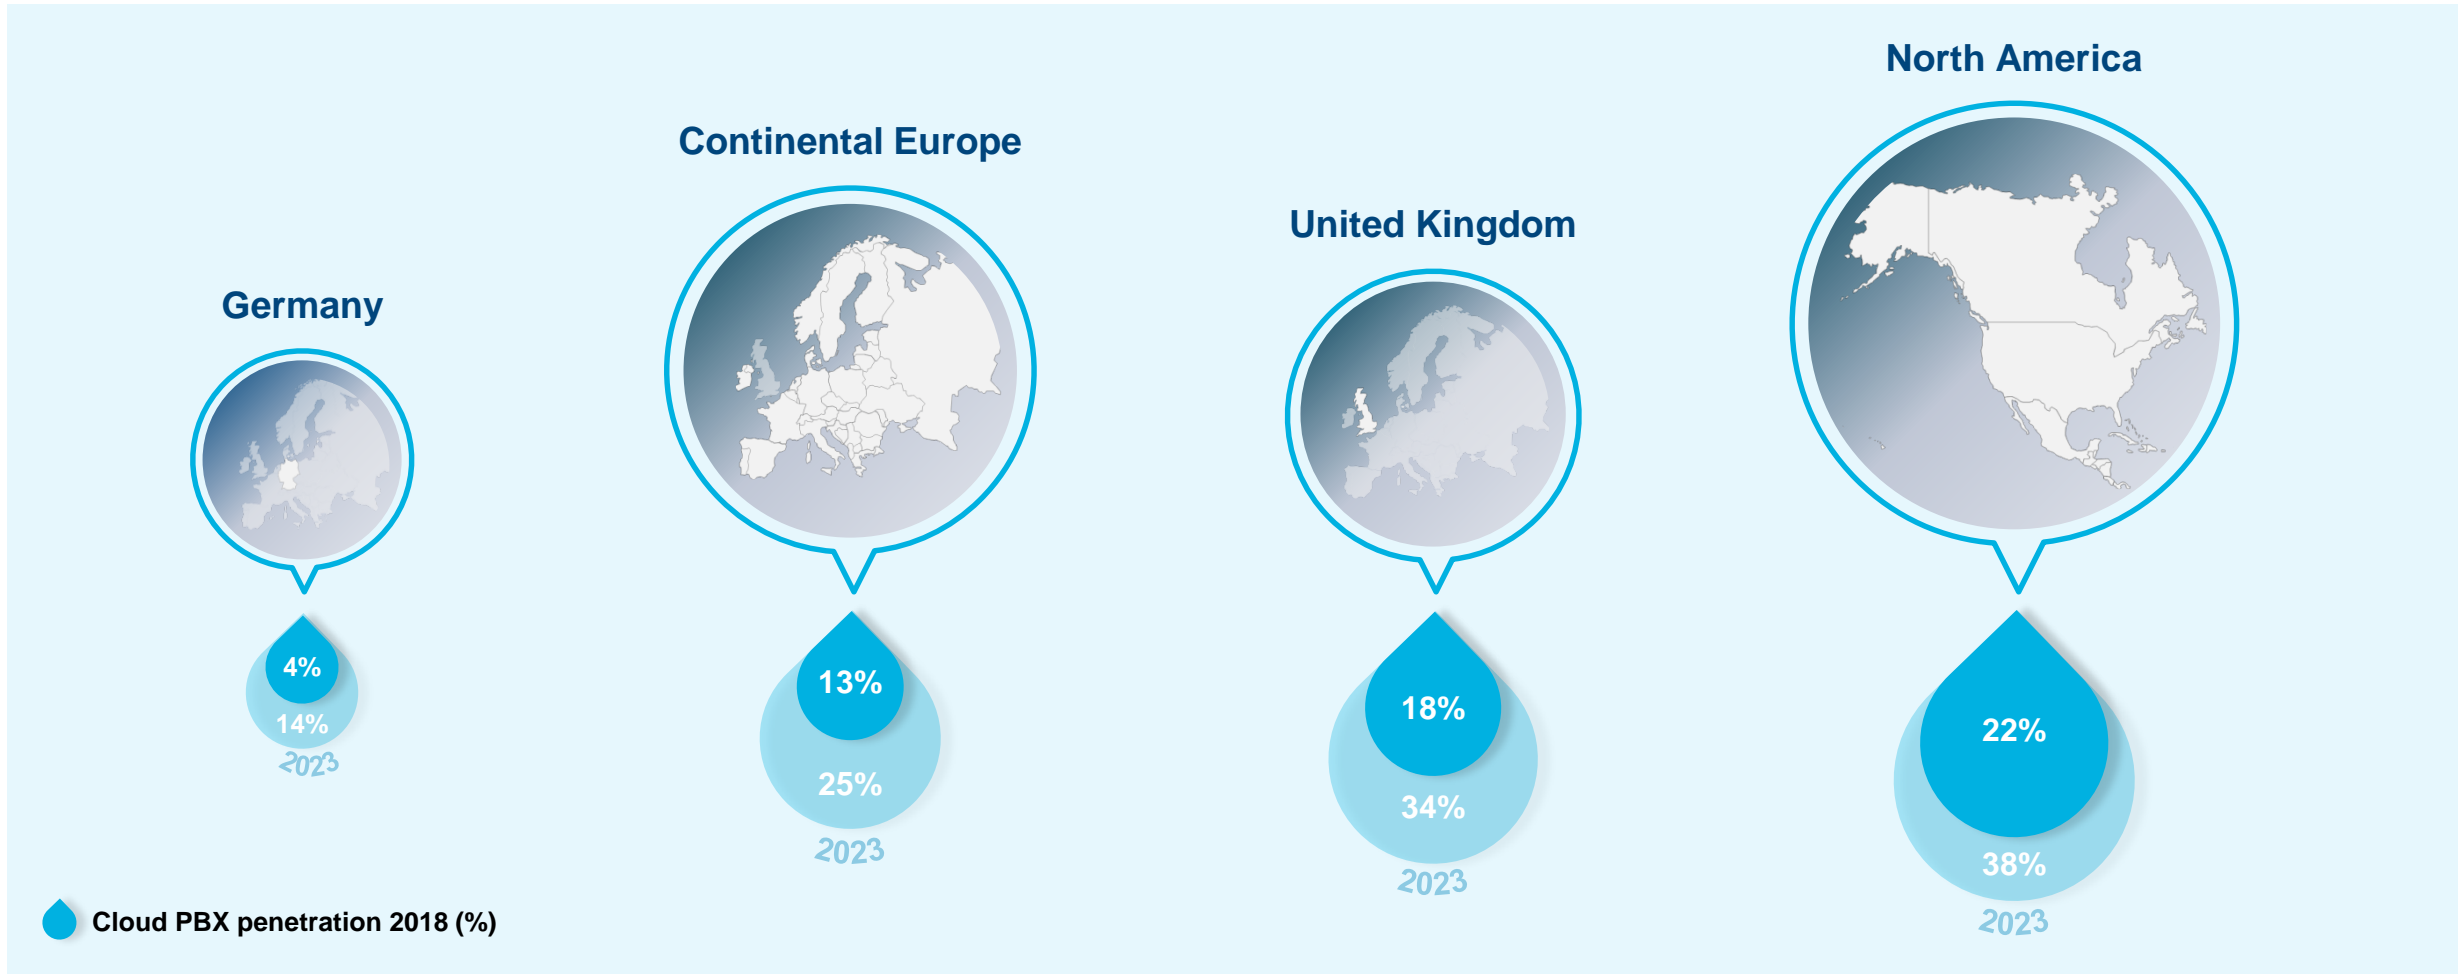 Germany
4%
14%
2023
Continental Europe
13%
25%
2023
United Kingdom
18%
34%
2023
North America
22%
38%
2023
Cloud PBX penetration 2018 (%)